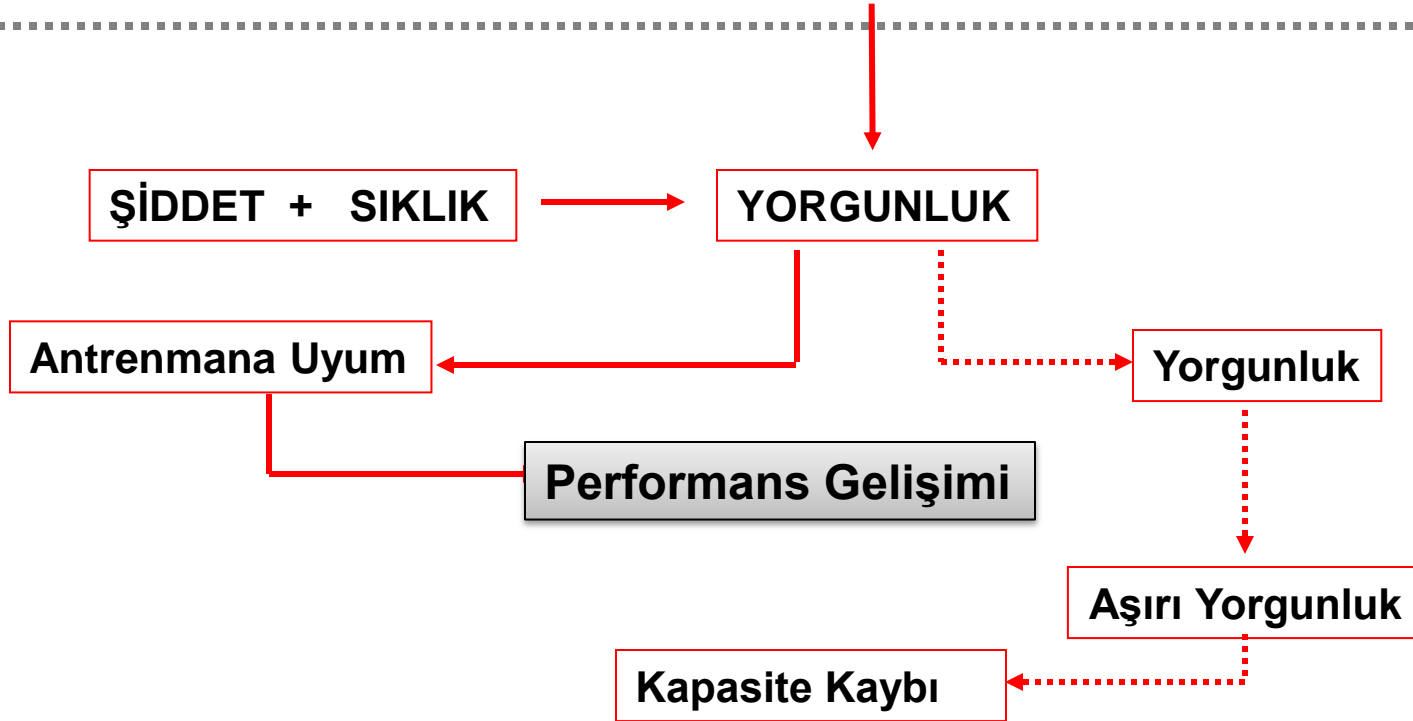 ŞİDDET + SIKLIK
YORGUNLUK
Antrenmana Uyum
Yorgunluk
Performans Gelişimi
Aşırı Yorgunluk
Kapasite Kaybı